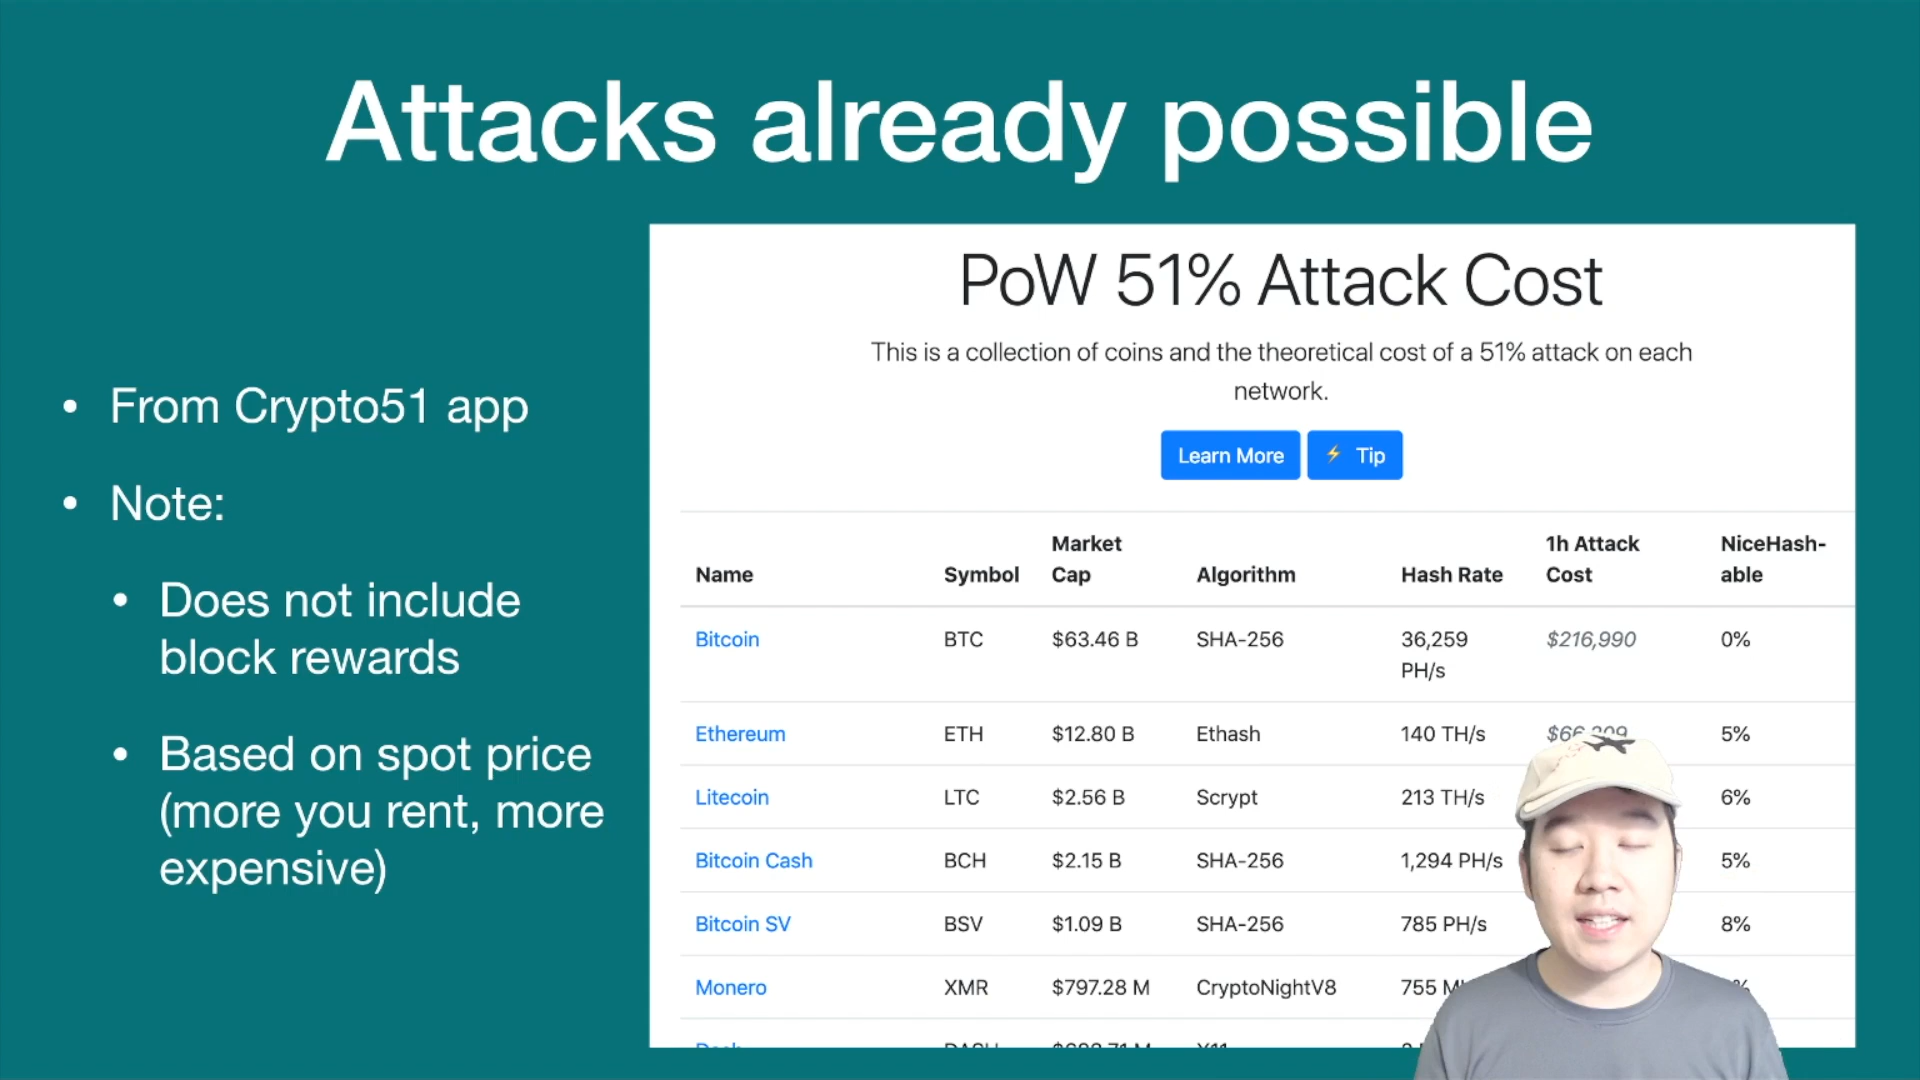 Attacks already possible
• From Crypto51 app
• Note:
• Does not include
block rewards
• Based on spot price
(more you rent, more
expensive)
PoW 51% Attack Cost
This is a collection of coins and the theoretical cost of a 51% attack on each
network.
Learn More ⚡ Tip
Name Symbol Market Cap Algorithm Hash Rate 1h Attack Cost NiceHash-able
Bitcoin BTC $63.46 B SHA-256 36,259 PH/s $216,990 0%
Ethereum ETH $12.80 B Ethash 140 TH/s 5%
Litecoin LTC $2.56 B Scrypt 213 TH/s 6%
Bitcoin Cash BCH $2.15 B SHA-256 1,294 PH/s 5%
Bitcoin SV BSV $1.09 B SHA-256 785 PH/s 8%
Monero XMR $797.28 M CryptoNightV8 755